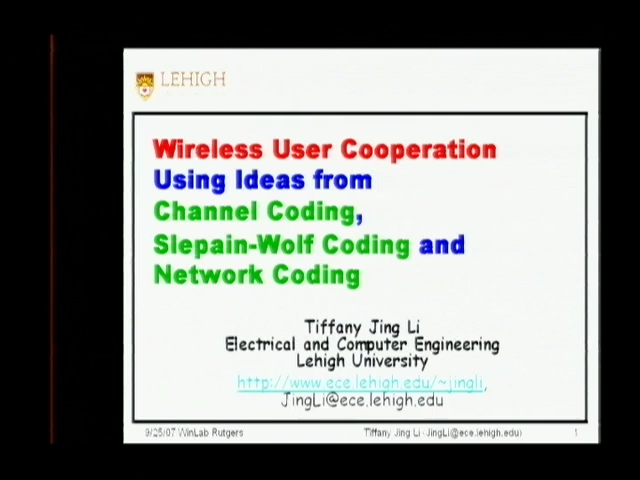 LEHIGH
Wireless User Cooperation
Using Ideas from
Channel Coding,
Slepain-Wolf Coding and
Network Coding
Tiffany Jing Li
Electrical and Computer Engineering
Lehigh University
http://www.ece.lehigh.edu/~jingli,
JingLi@ece.lehigh.edu
9/25/07 WinLab Rutgers Tiffany Jing Li (JingLi@ece.lehigh.edu) 1